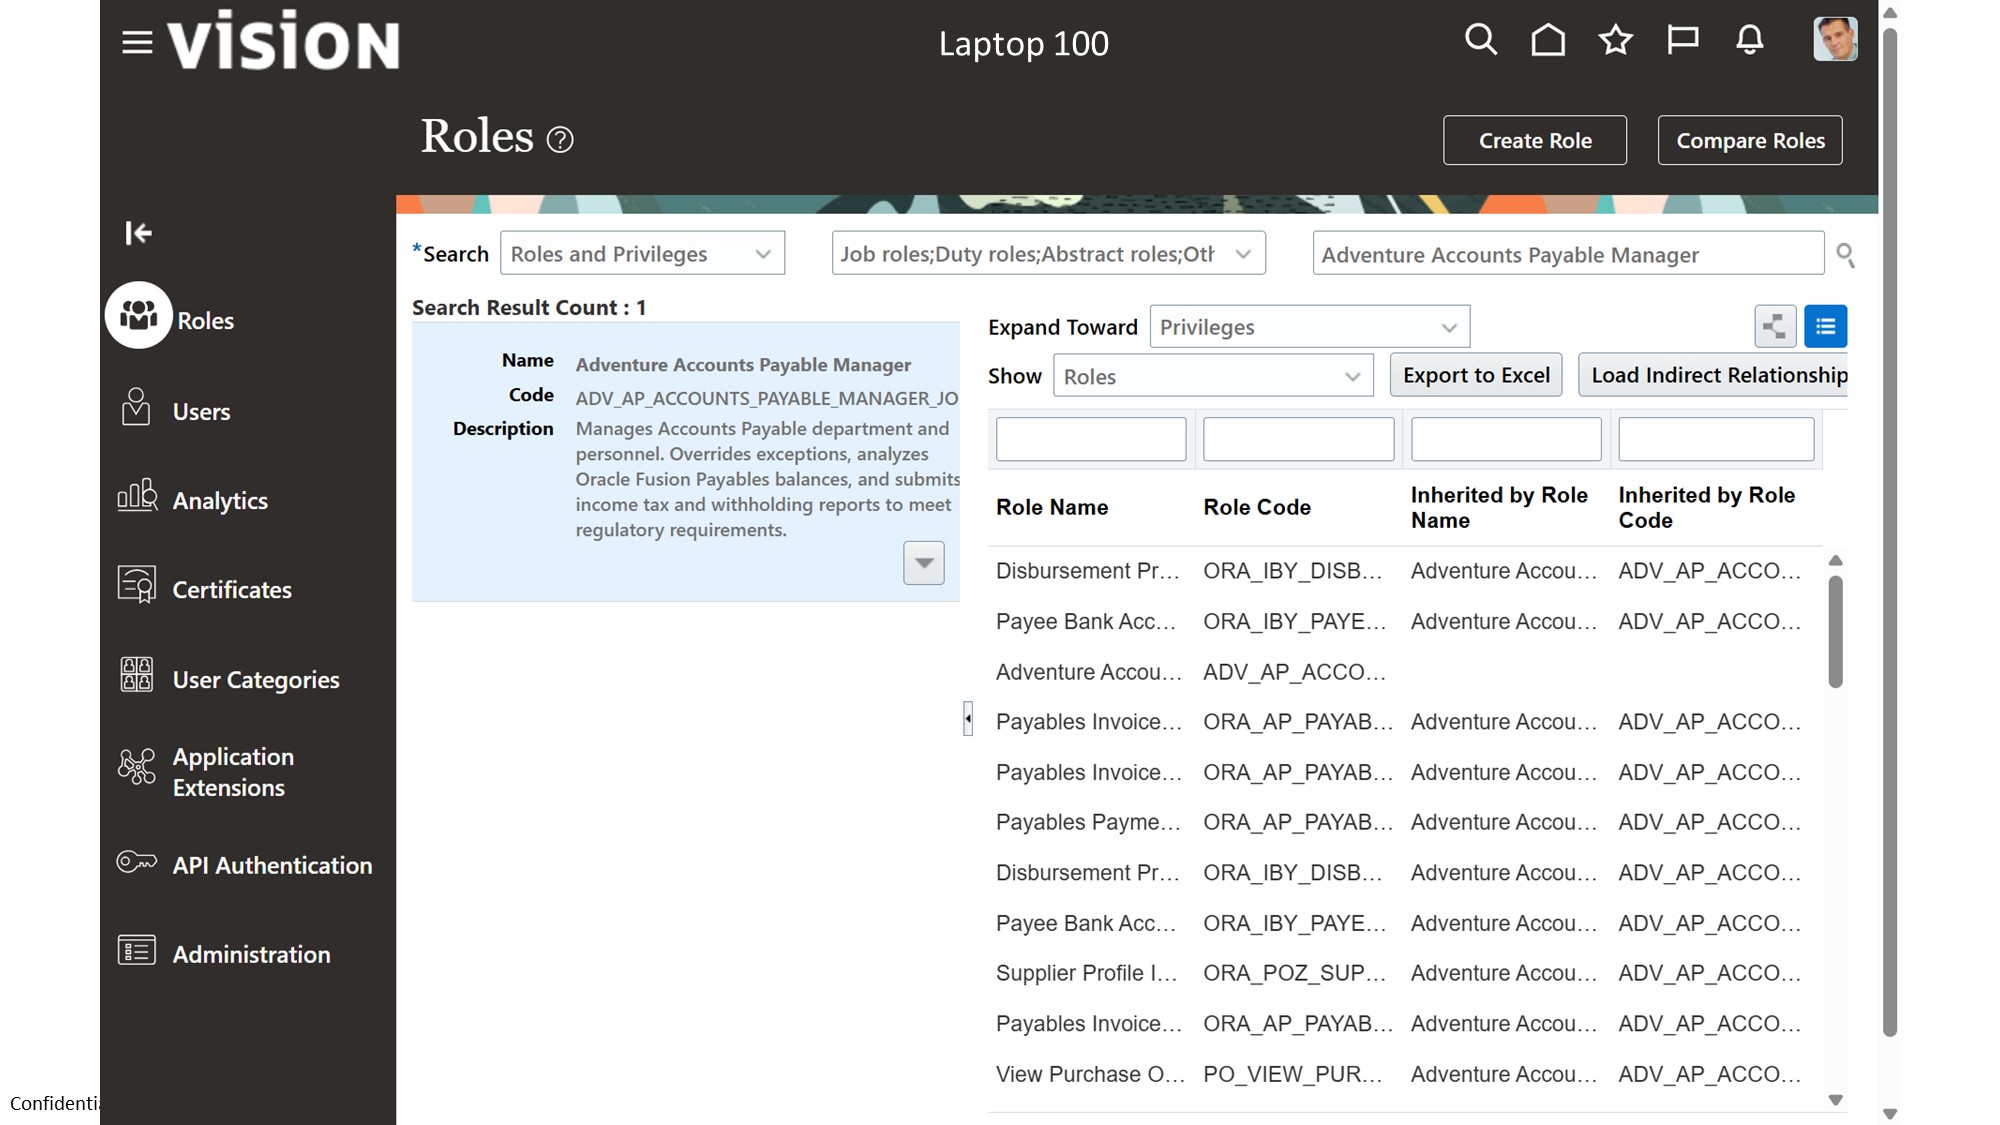 VISION
Laptop 100
Roles ?
Create Role
Compare Roles
*Search
Roles and Privileges
Job roles;Duty roles;Abstract roles;Oth
Adventure Accounts Payable Manager
Search Result Count : 1
Name Adventure Accounts Payable Manager
Code ADV_AP_ACCOUNTS_PAYABLE_MANAGER_JO
Description Manages Accounts Payable department and
personnel. Overrides exceptions, analyzes
Oracle Fusion Payables balances, and submits
income tax and withholding reports to meet
regulatory requirements.
Expand Toward Privileges
Show Roles Export to Excel Load Indirect Relationship
Role Name Role Code Inherited by Role Name Inherited by Role Code
Disbursement Pr... ORA_IBY_DISB... Adventure Accou... ADV_AP_ACCO...
Payee Bank Acc... ORA_IBY_PAYE... Adventure Accou... ADV_AP_ACCO...
Adventure Accou... ADV_AP_ACCO...
Payables Invoice... ORA_AP_PAYAB... Adventure Accou... ADV_AP_ACCO...
Payables Invoice... ORA_AP_PAYAB... Adventure Accou... ADV_AP_ACCO...
Payables Payme... ORA_AP_PAYAB... Adventure Accou... ADV_AP_ACCO...
Disbursement Pr... ORA_IBY_DISB... Adventure Accou... ADV_AP_ACCO...
Payee Bank Acc... ORA_IBY_PAYE... Adventure Accou... ADV_AP_ACCO...
Supplier Profile I... ORA_POZ_SUP... Adventure Accou... ADV_AP_ACCO...
Payables Invoice... ORA_AP_PAYAB... Adventure Accou... ADV_AP_ACCO...
View Purchase O... PO_VIEW_PUR... Adventure Accou... ADV_AP_ACCO...
Roles
Users
Analytics
Certificates
User Categories
Application
Extensions
API Authentication
Administration
Confidentia